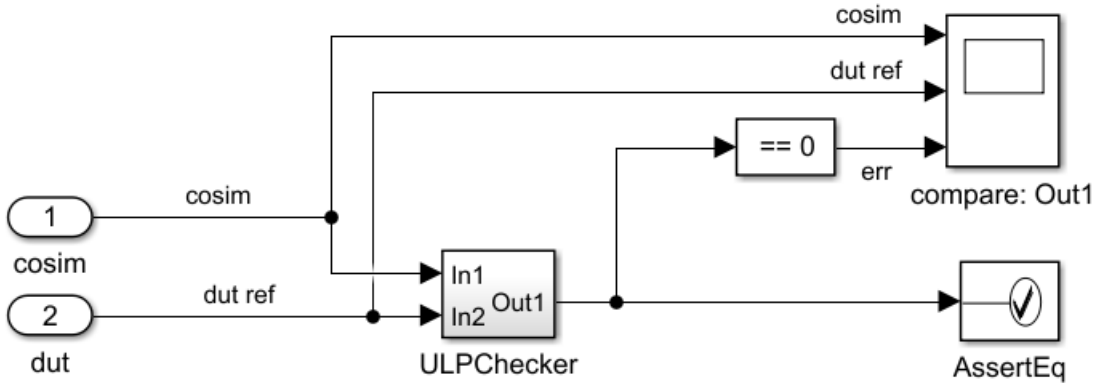 cosim
dut ref
== 0
err
compare: Out1
cosim
1
cosim
In1
Out1
In2
ULPChecker
dut ref
2
dut
AssertEq